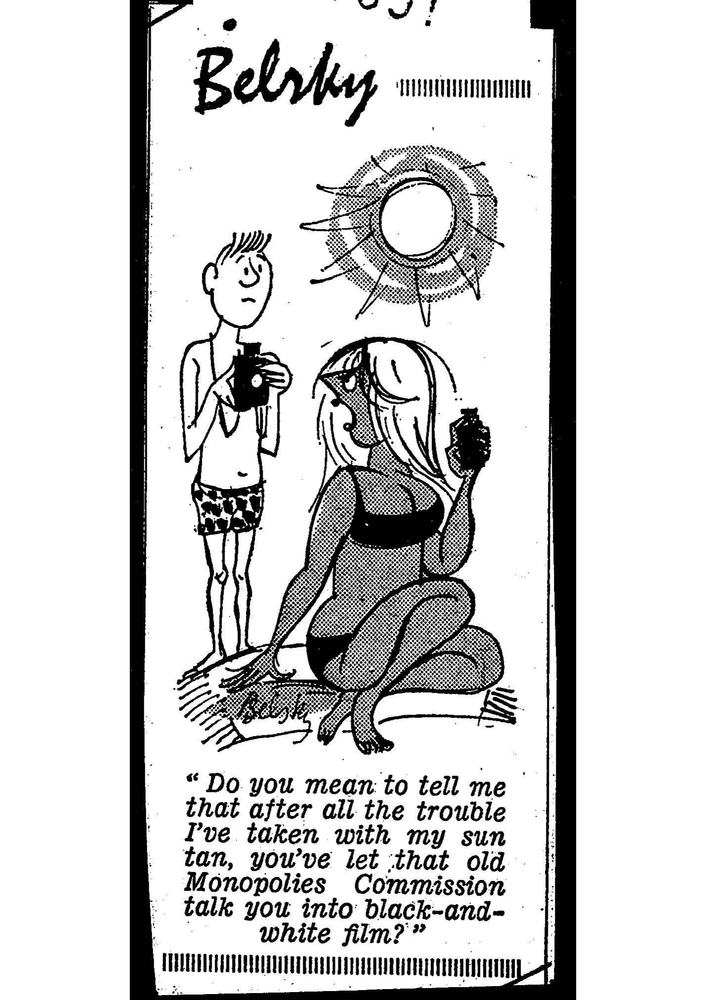 Belsky
Belsky
“ Do you mean to tell me
that after all the trouble
I’ve taken with my sun
tan, you’ve let that old
Monopolies Commission
talk you into black-and-
white film? ”